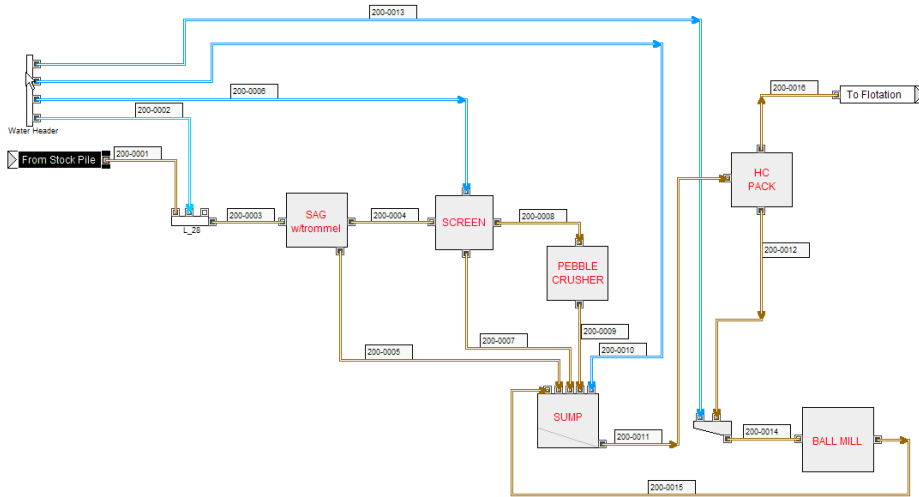 200-0013
200-0006
200-0016
To Flotation
200-0002
Water Header
200-0001
From Stock Pile
HC
PACK
SAG
w/trommel
200-0003
200-0004
SCREEN
200-0008
L_28
200-0012
PEBBLE
CRUSHER
200-0009
200-0007
200-0010
200-0005
SUMP
200-0011
200-0014
BALL MILL
200-0015